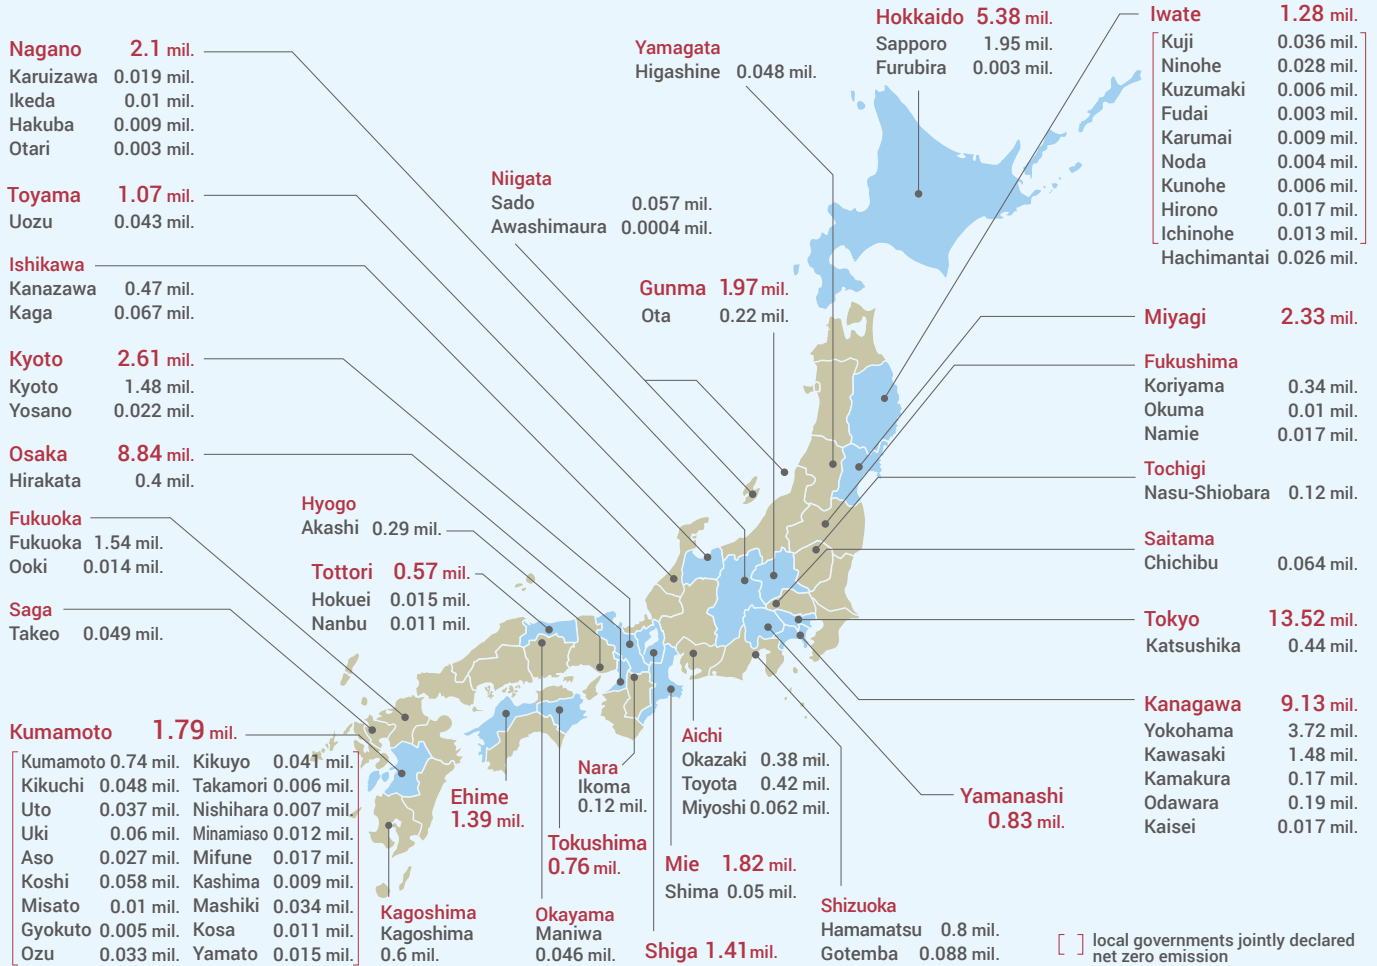 Nagano 2.1 mil.
Karuizawa 0.019 mil.
Ikeda 0.01 mil.
Hakuba 0.009 mil.
Otari 0.003 mil.
Toyama 1.07 mil.
Uozu 0.043 mil.
Ishikawa
Kanazawa 0.47 mil.
Kaga 0.067 mil.
Kyoto 2.61 mil.
Kyoto 1.48 mil.
Yosano 0.022 mil.
Osaka 8.84 mil.
Hirakata 0.4 mil.
Fukuoka
Fukuoka 1.54 mil.
Ooki 0.014 mil.
Saga
Takeo 0.049 mil.
Kumamoto 1.79 mil.
Kumamoto 0.74 mil. Kikuyo 0.041 mil.
Kikuchi 0.048 mil. Takamori 0.006 mil.
Uto 0.037 mil. Nishihara 0.007 mil.
Uki 0.06 mil. Minamiaso 0.012 mil.
Aso 0.027 mil. Mifune 0.017 mil.
Koshi 0.058 mil. Kashima 0.009 mil.
Misato 0.01 mil. Mashiki 0.034 mil.
Gyokuto 0.005 mil. Kosa 0.011 mil.
Ozu 0.033 mil. Yamato 0.015 mil.
Hyogo
Akashi 0.29 mil.
Tottori 0.57 mil.
Hokuei 0.015 mil.
Nanbu 0.011 mil.
Niigata
Sado 0.057 mil.
Awashimaura 0.0004 mil.
Yamagata
Higashine 0.048 mil.
Gunma 1.97 mil.
Ota 0.22 mil.
Hokkaido 5.38 mil.
Sapporo 1.95 mil.
Furubira 0.003 mil.
Iwate 1.28 mil.
Kuji 0.036 mil.
Ninohe 0.028 mil.
Kuzumaki 0.006 mil.
Fudai 0.003 mil.
Karumai 0.009 mil.
Noda 0.004 mil.
Kunohe 0.006 mil.
Hirono 0.017 mil.
Ichinohe 0.013 mil.
Hachimantai 0.026 mil.
Miyagi 2.33 mil.
Fukushima
Koriyama 0.34 mil.
Okuma 0.01 mil.
Namie 0.017 mil.
Tochigi
Nasu-Shiobara 0.12 mil.
Saitama
Chichibu 0.064 mil.
Tokyo 13.52 mil.
Katsushika 0.44 mil.
Kanagawa 9.13 mil.
Yokohama 3.72 mil.
Kawasaki 1.48 mil.
Kamakura 0.17 mil.
Odawara 0.19 mil.
Kaisei 0.017 mil.
Yamanashi
0.83 mil.
Aichi
Okazaki 0.38 mil.
Toyota 0.42 mil.
Miyoshi 0.062 mil.
Nara
Ikoma
0.12 mil.
Ehime
1.39 mil.
Tokushima
0.76 mil.
Mie 1.82 mil.
Shima 0.05 mil.
Kagoshima
Kagoshima
0.6 mil.
Okayama
Maniwa
0.046 mil.
Shiga 1.41 mil.
Shizuoka
Hamamatsu 0.8 mil.
Gotemba 0.088 mil.
[ ] local governments jointly declared
net zero emission